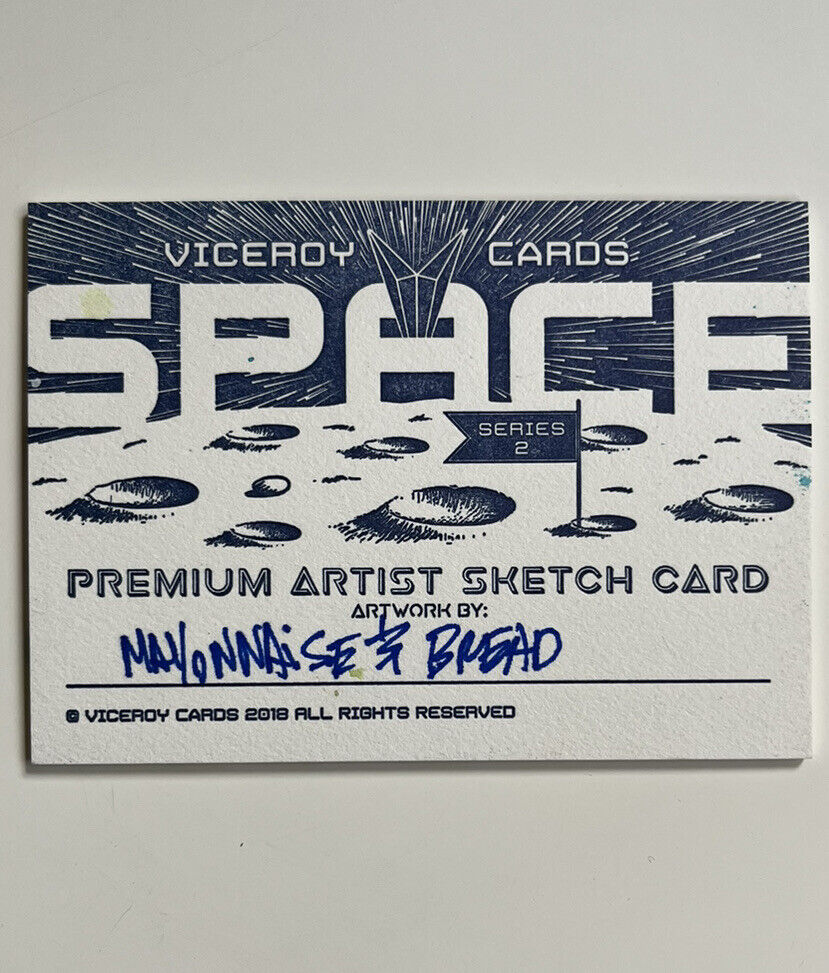 VICEROY CARDS
SPACE
SERIES
2
PREMIUM ARTIST SKETCH CARD
ARTWORK BY:
MAYONNAISE & BREAD
© VICEROY CARDS 2018 ALL RIGHTS RESERVED